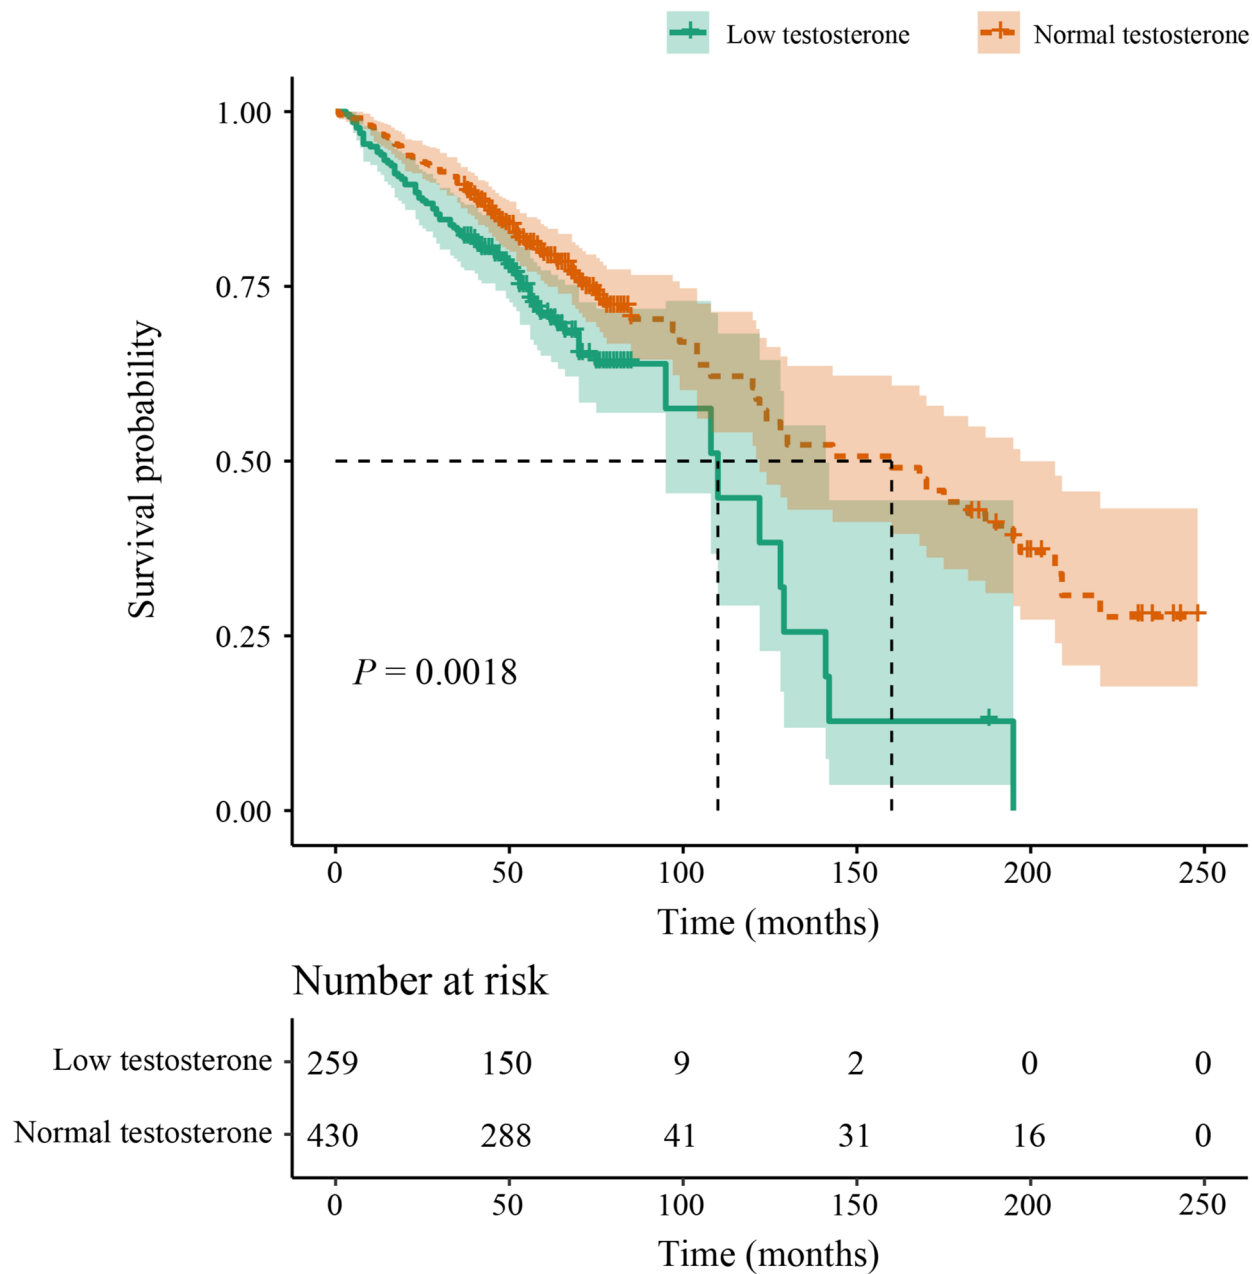 Low testosterone Normal testosterone
1.00
0.75
0.50
0.25
0.00
Survival probability
P = 0.0018
0 50 100 150 200 250
Time (months)
Number at risk
Low testosterone 259 150 9 2 0 0
Normal testosterone 430 288 41 31 16 0
0 50 100 150 200 250
Time (months)